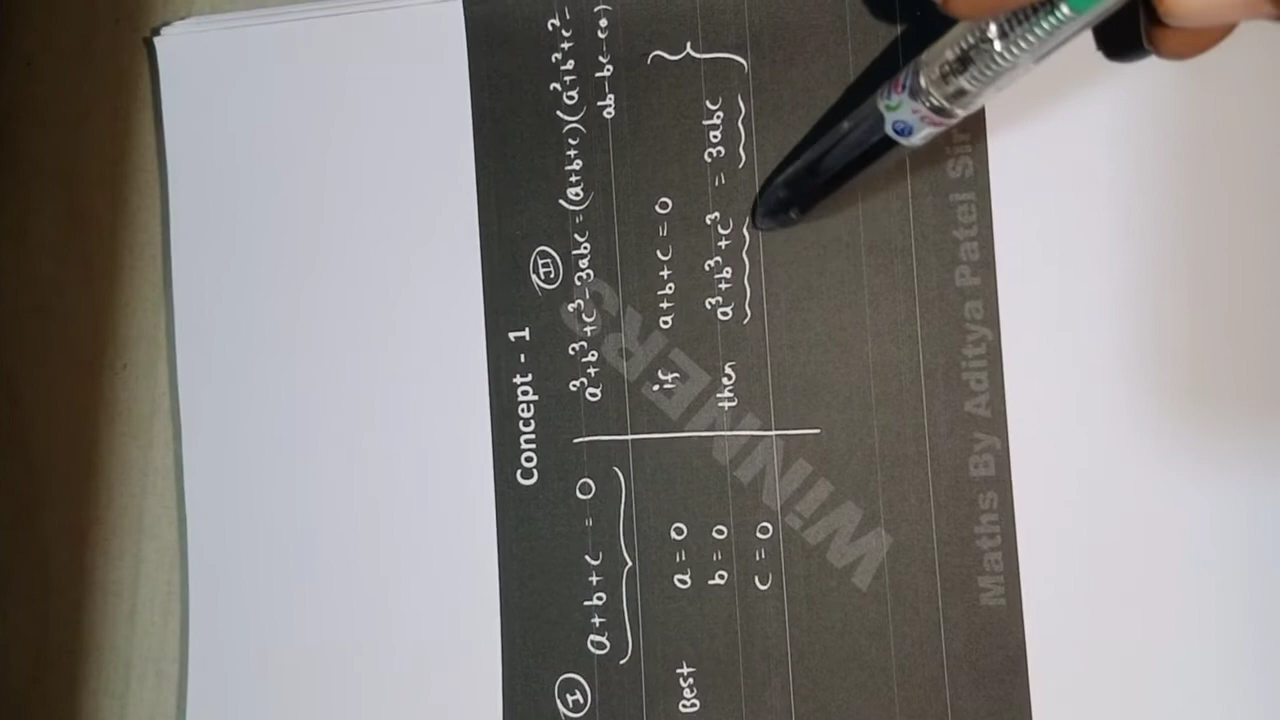 Concept - 1
I
a+b+c = 0
Best
a = 0
b = 0
c = 0
II
a³+b³+c³-3abc = (a+b+c)(a²+b²+c²-
ab-bc-ca)
if a+b+c = 0
then a³+b³+c³ = 3abc
WiNNERS
Maths By Aditya Patel Sir